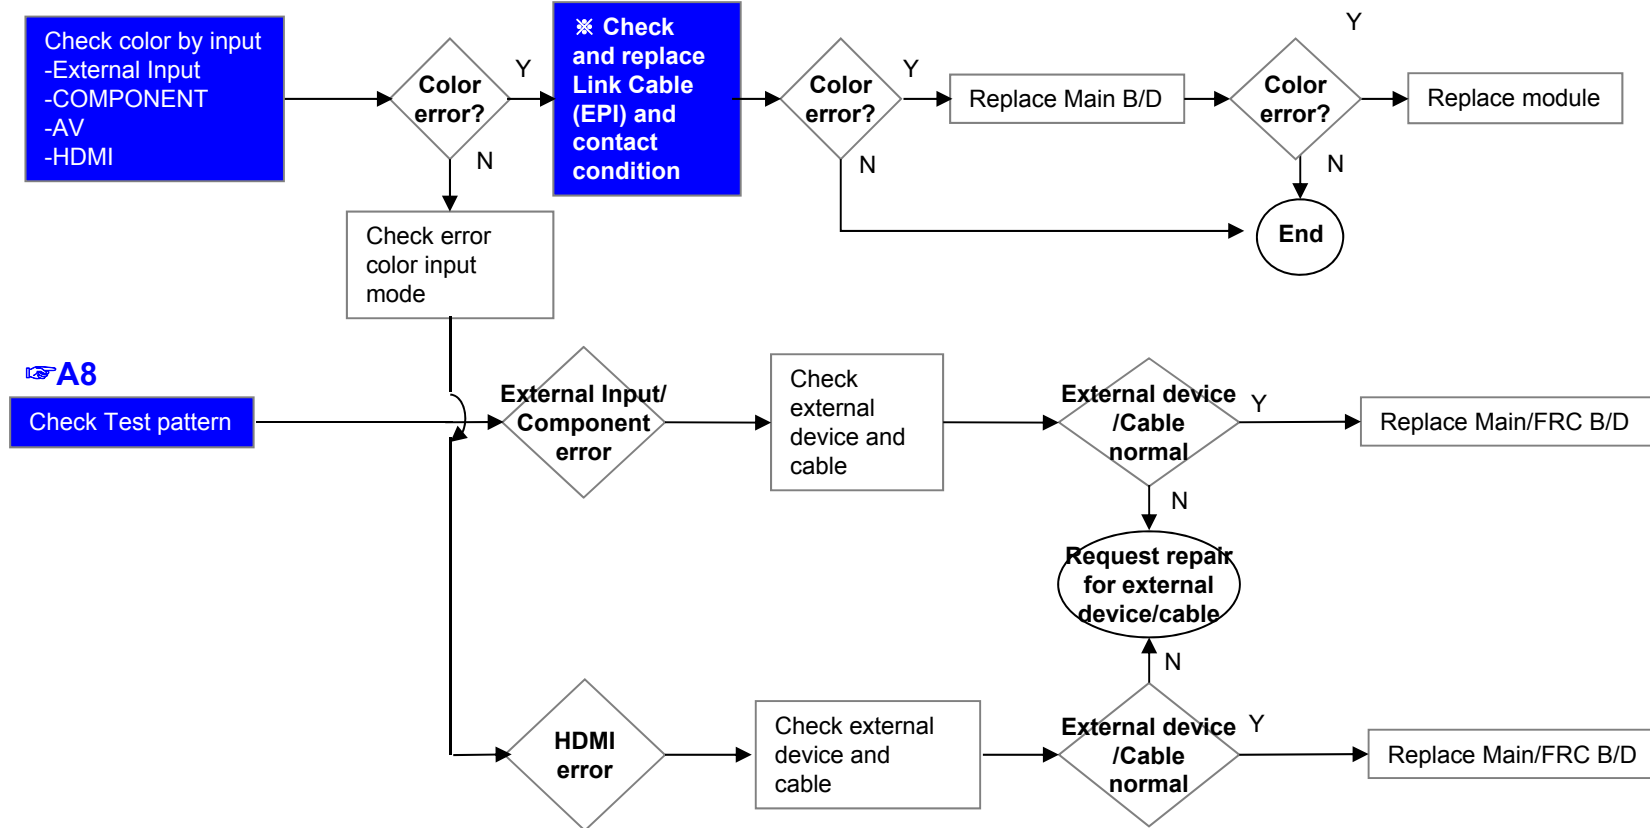 Check color by input
-External Input
-COMPONENT
-AV
-HDMI
Color
error?
Y
N
※ Check
and replace
Link Cable
(EPI) and
contact
condition
Color
error?
Y
N
Replace Main B/D
Color
error?
Y
N
Replace module
End
Check error
color input
mode
☞A8
Check Test pattern
External Input/
Component
error
Check
external
device and
cable
External device
/Cable
normal
Y
N
Replace Main/FRC B/D
Request repair
for external
device/cable
N
HDMI
error
Check external
device and
cable
External device
/Cable
normal
Y
Replace Main/FRC B/D